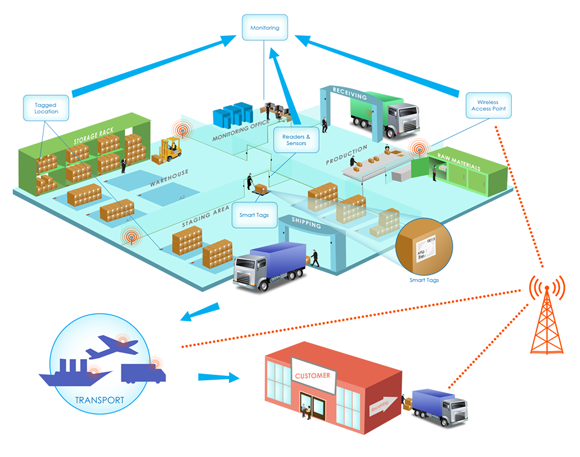 Monitoring
RECEIVING
Tagged
Location
Wireless
Access Point
MONITORING OFFICE
Readers &
Sensors
STORAGE RACK
PRODUCTION
RAW MATERIALS
WAREHOUSE
Smart Tags
STAGING AREA
SHIPPING
Smart Tags
CUSTOMER
TRANSPORT